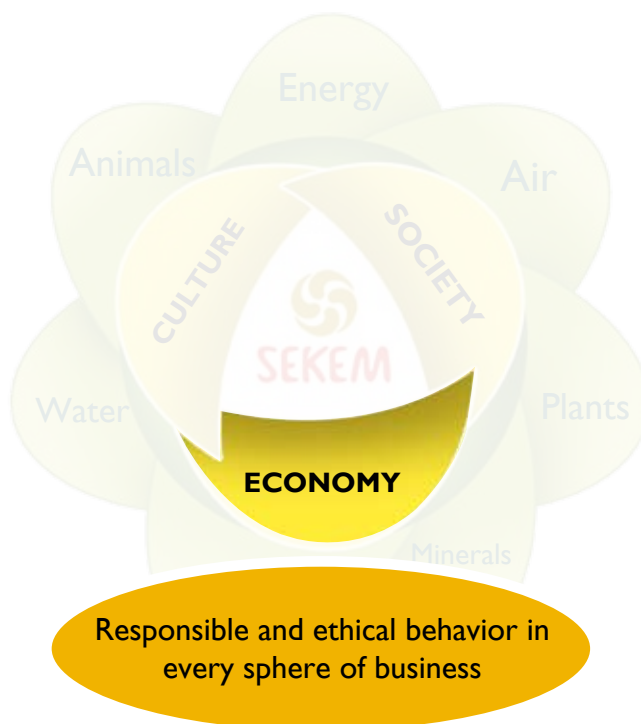 Energy
Animals
Air
CULTURE
SOCIETY
SEKEM
Water
Plants
ECONOMY
Minerals
Responsible and ethical behavior in
every sphere of business